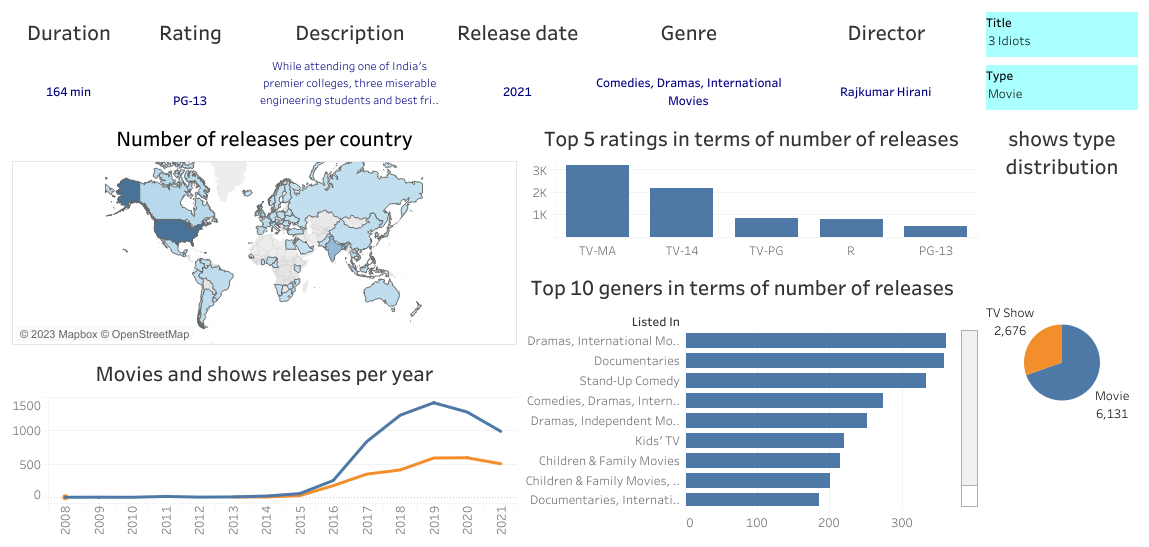 Duration
Rating
Description
Release date
Genre
Director
Title
3 Idiots
Type
Movie
164 min
PG-13
While attending one of India's
premier colleges, three miserable
engineering students and best fri..
2021
Comedies, Dramas, International
Movies
Rajkumar Hirani
Number of releases per country
© 2023 Mapbox © OpenStreetMap
Top 5 ratings in terms of number of releases
3K
2K
1K
TV-MA
TV-14
TV-PG
R
PG-13
shows type
distribution
TV Show
2,676
Movie
6,131
Top 10 geners in terms of number of releases
Listed In
Dramas, International Mo..
Documentaries
Stand-Up Comedy
Comedies, Dramas, Intern..
Dramas, Independent Mo..
Kids' TV
Children & Family Movies
Children & Family Movies, ..
Documentaries, Internati..
0
100
200
300
Movies and shows releases per year
1500
1000
500
0
2008
2009
2010
2011
2012
2013
2014
2015
2016
2017
2018
2019
2020
2021